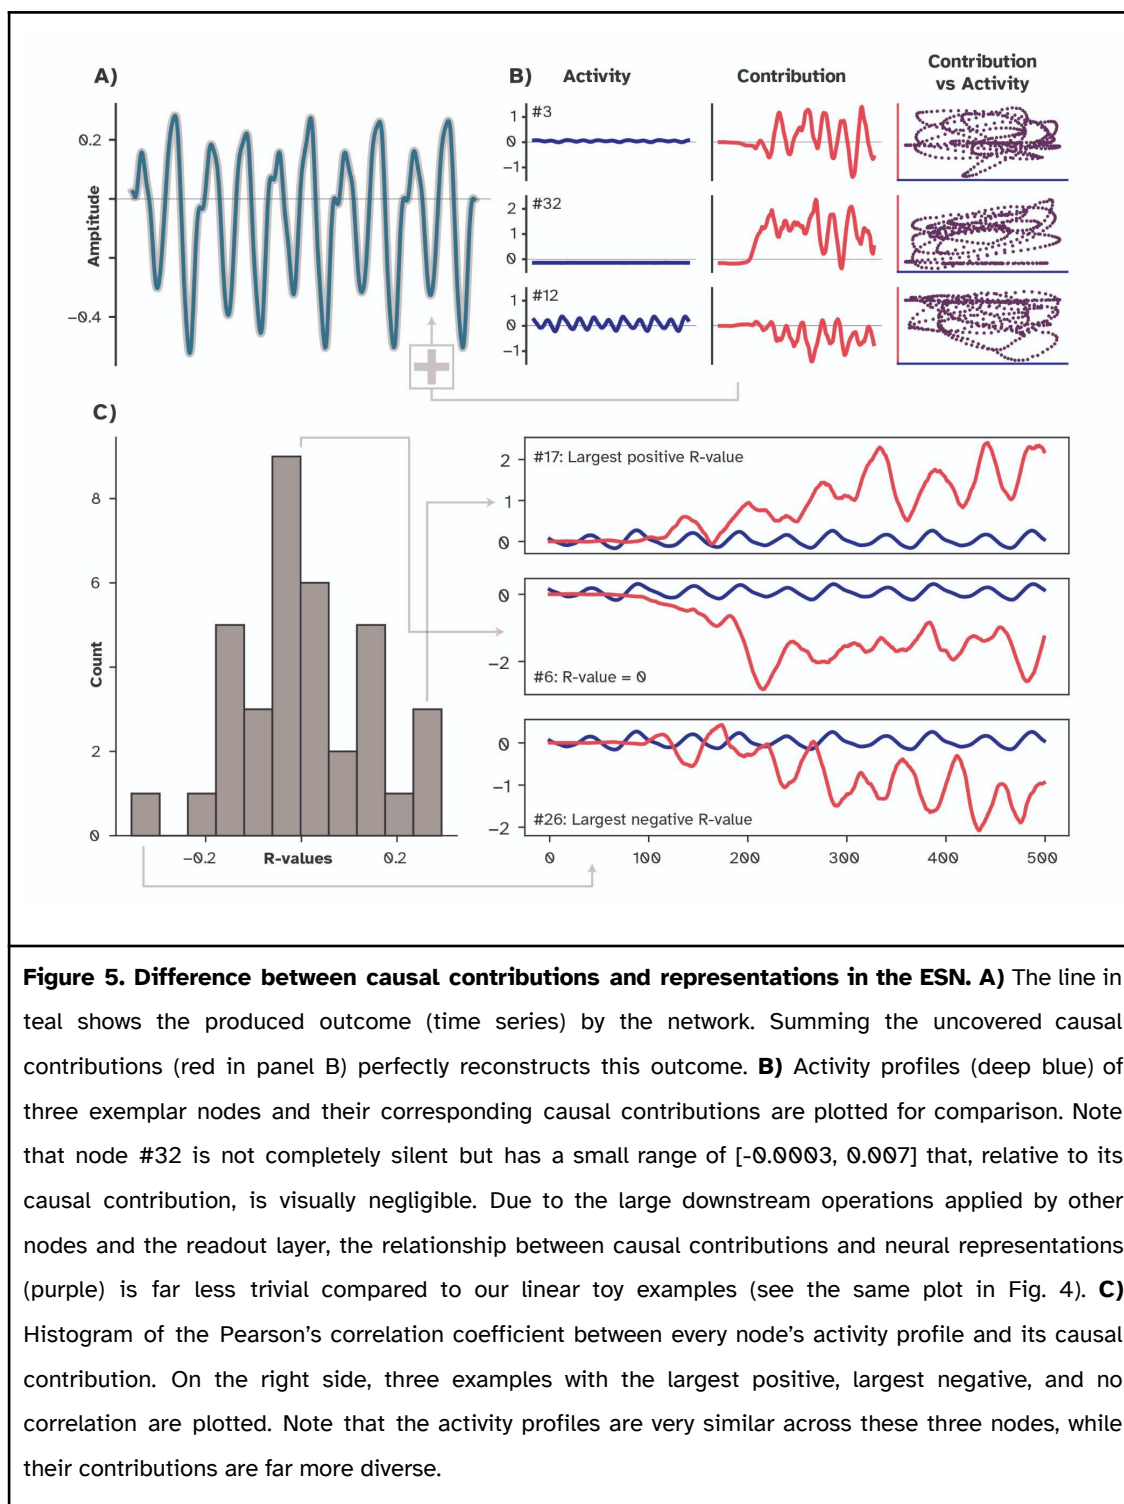 A)
0.2
Amplitude
−0.4
B)
Activity
Contribution
Contribution
vs Activity
#3
1
0
−1
#32
2
1
0
#12
1
0
−1
C)
8
6
4
2
0
Count
−0.2
R-values
0.2
#17: Largest positive R-value
2
1
0
#6: R-value = 0
0
−2
#26: Largest negative R-value
0
−1
−2
0
100
200
300
400
500
Figure 5. Difference between causal contributions and representations in the ESN. A) The line in
teal shows the produced outcome (time series) by the network. Summing the uncovered causal
contributions (red in panel B) perfectly reconstructs this outcome. B) Activity profiles (deep blue) of
three exemplar nodes and their corresponding causal contributions are plotted for comparison. Note
that node #32 is not completely silent but has a small range of [-0.0003, 0.007] that, relative to its
causal contribution, is visually negligible. Due to the large downstream operations applied by other
nodes and the readout layer, the relationship between causal contributions and neural representations
(purple) is far less trivial compared to our linear toy examples (see the same plot in Fig. 4). C)
Histogram of the Pearson’s correlation coefficient between every node’s activity profile and its causal
contribution. On the right side, three examples with the largest positive, largest negative, and no
correlation are plotted. Note that the activity profiles are very similar across these three nodes, while
their contributions are far more diverse.